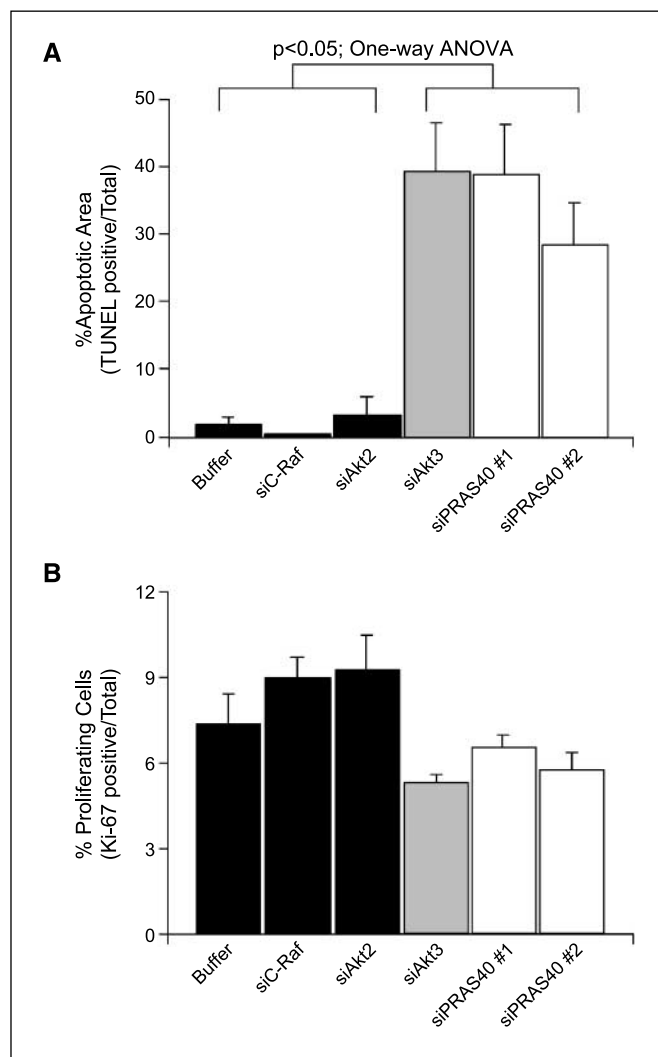 A
p<0.05; One-way ANOVA
%Apoptotic Area
(TUNEL positive/Total)
50
40
30
20
10
0
Buffer
siC-Raf
siAkt2
siAkt3
siPRAS40 #1
siPRAS40 #2
B
% Proliferating Cells
(Ki-67 positive/Total)
12
9
6
3
0
Buffer
siC-Raf
siAkt2
siAkt3
siPRAS40 #1
siPRAS40 #2